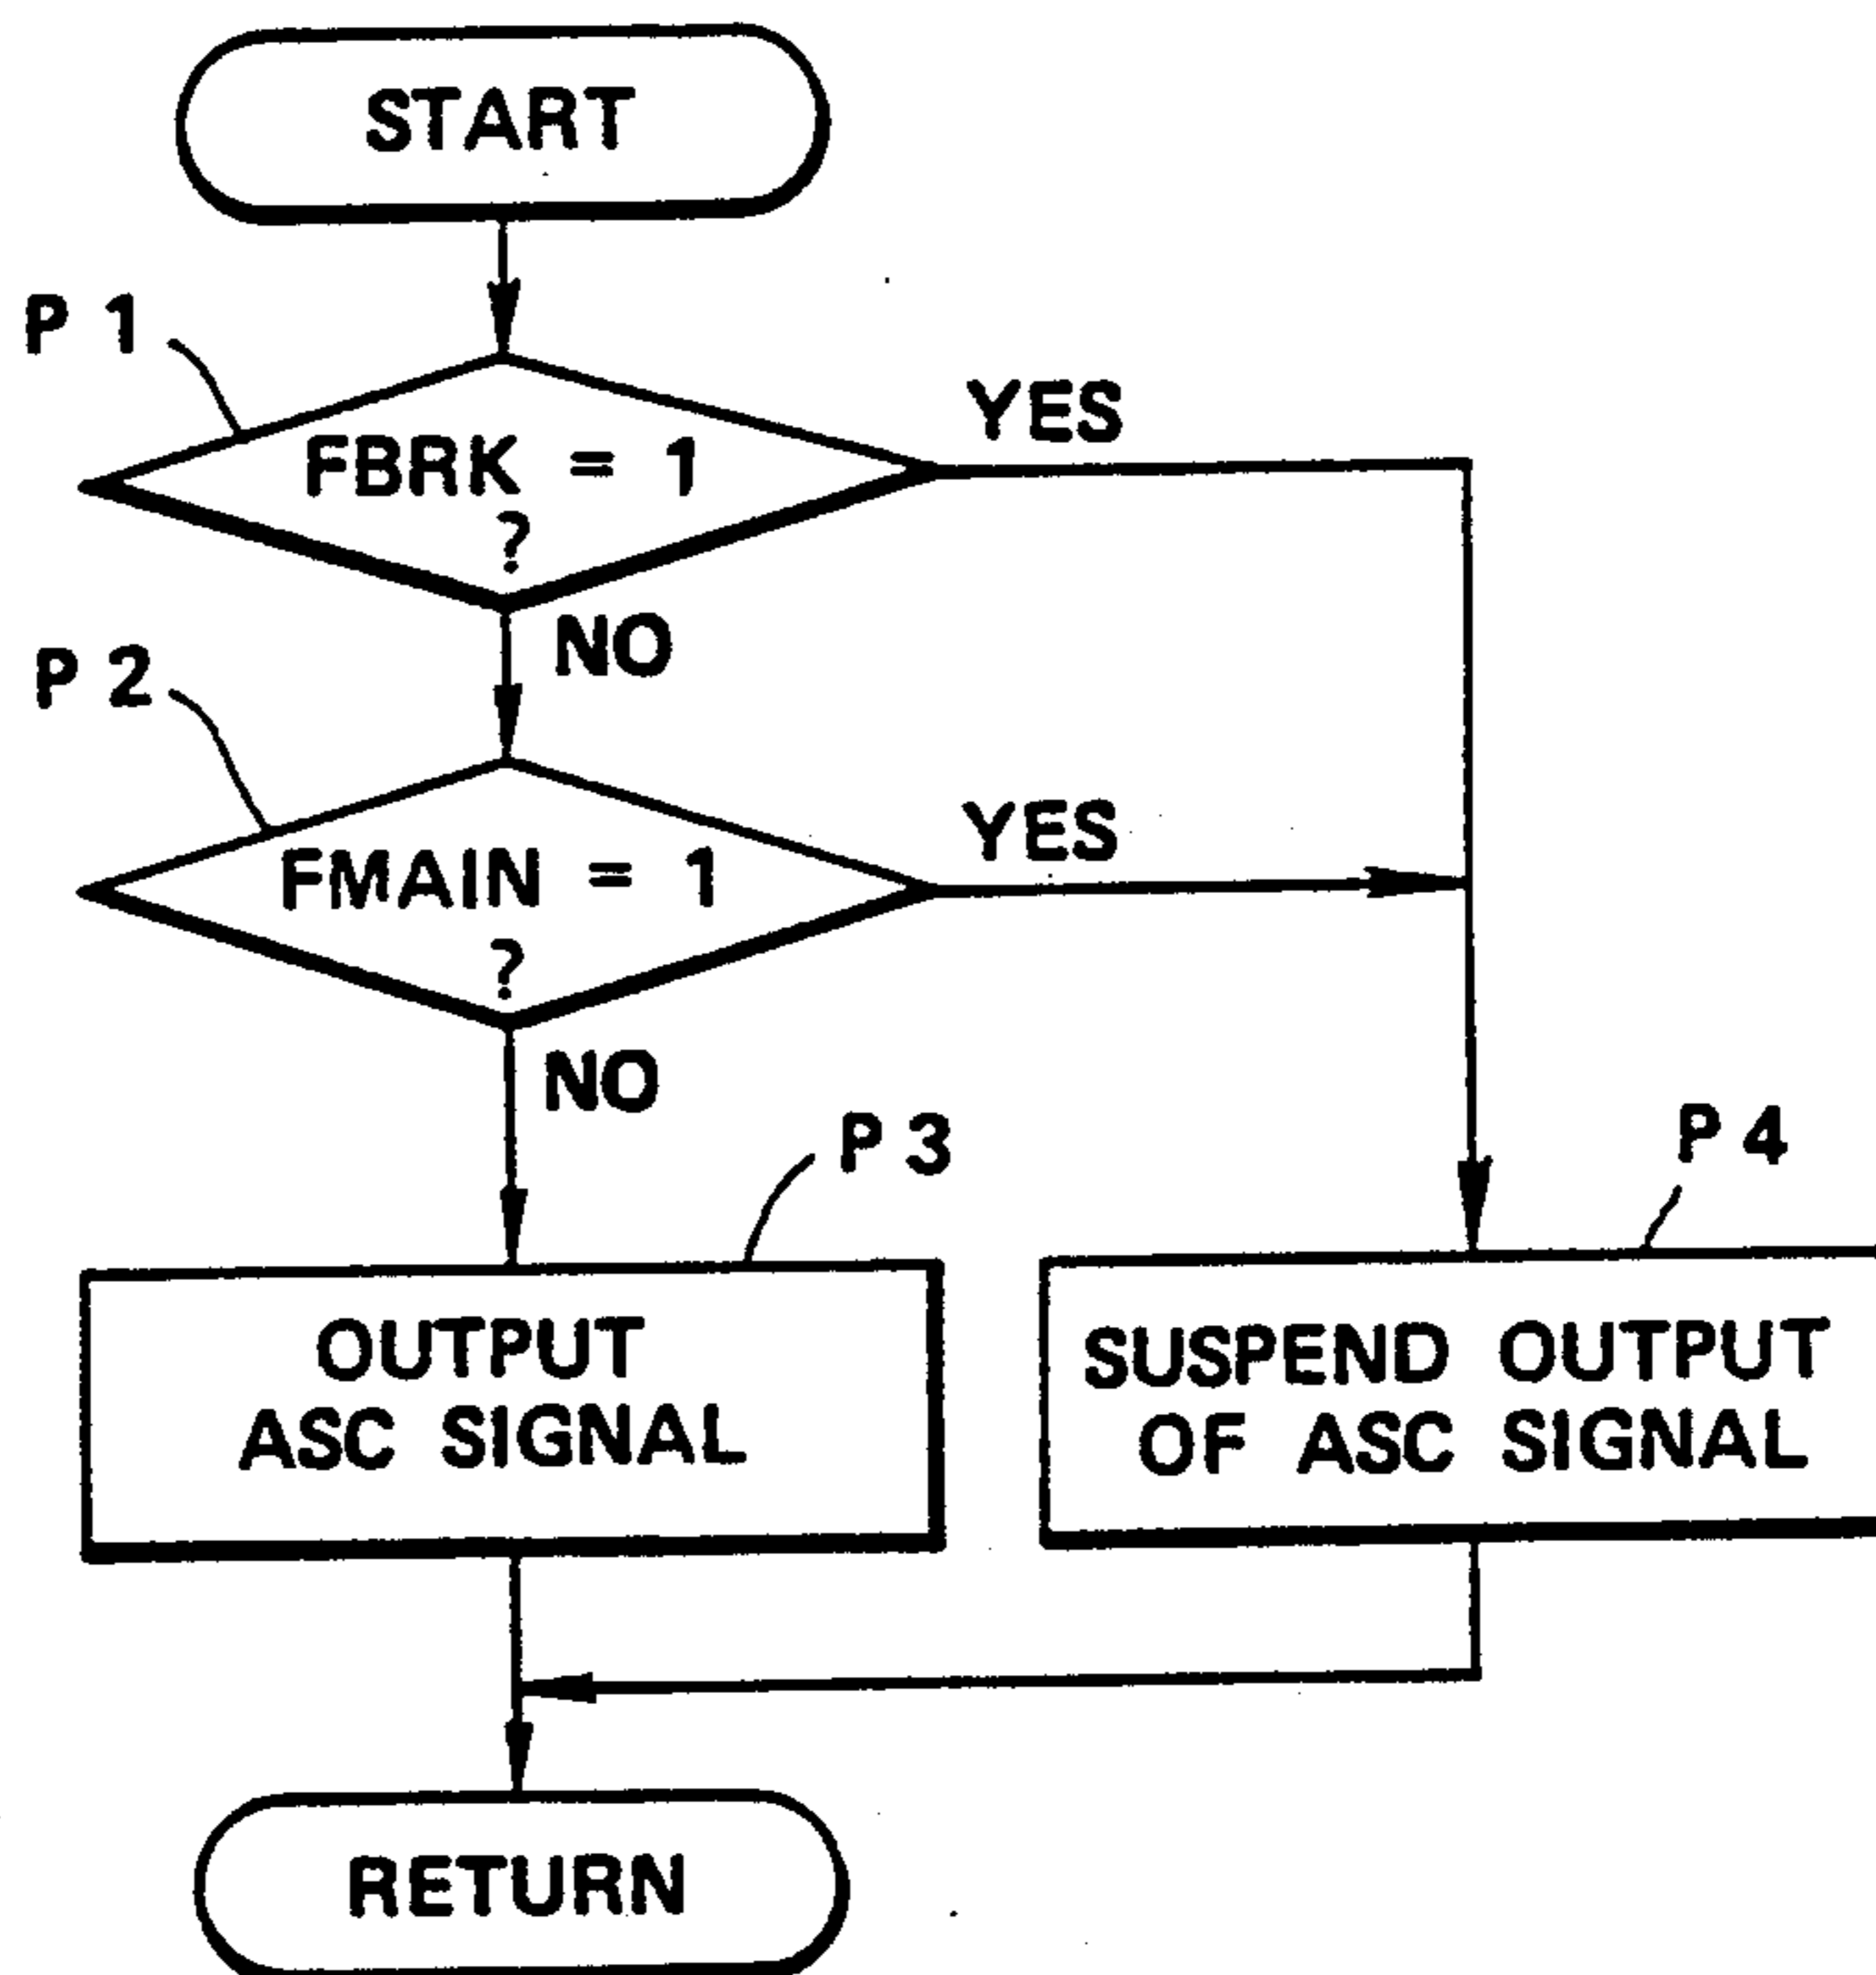 START
P 1
FBRK = 1
?
YES
NO
P 2
FMAIN = 1
?
YES
NO
P 3
OUTPUT
ASC SIGNAL
P 4
SUSPEND OUTPUT
OF ASC SIGNAL
RETURN